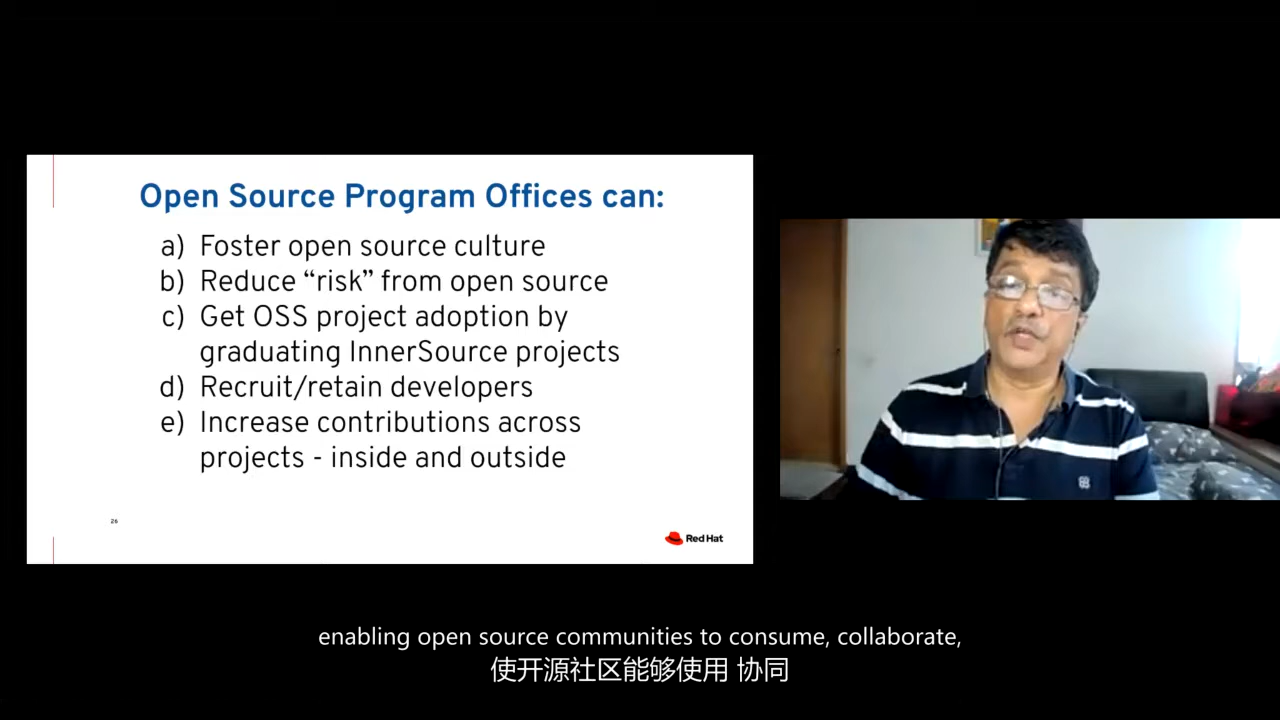 Open Source Program Offices can:
a) Foster open source culture
b) Reduce “risk” from open source
c) Get OSS project adoption by
graduating InnerSource projects
d) Recruit/retain developers
e) Increase contributions across
projects - inside and outside
26
Red Hat
enabling open source communities to consume, collaborate,
使开源社区能够使用 协同